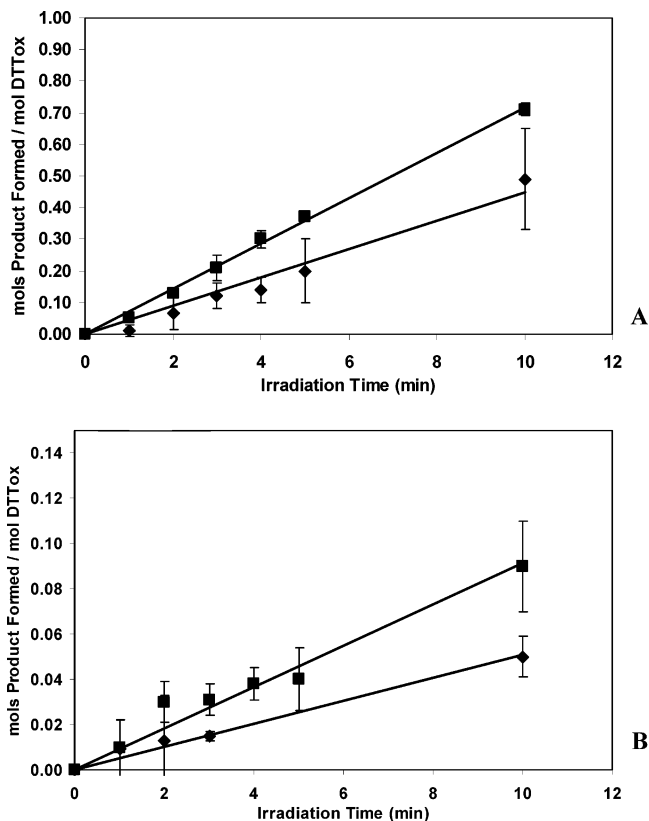 1.00
0.90
0.80
0.70
0.60
0.50
0.40
0.30
0.20
0.10
0.00
mols Product Formed / mol DTTox
0 2 4 6 8 10 12
Irradiation Time (min)
A
0.14
0.12
0.10
0.08
0.06
0.04
0.02
0.00
mols Product Formed / mol DTTox
0 2 4 6 8 10 12
Irradiation Time (min)
B